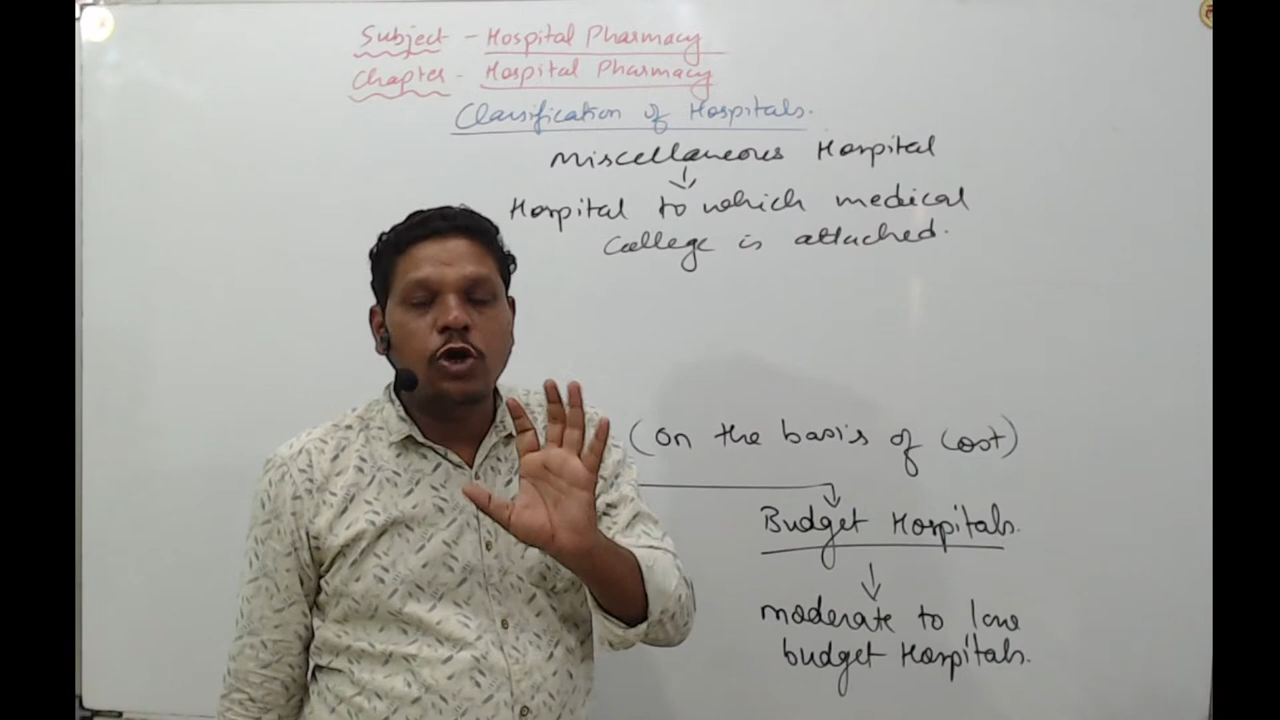 Subject - Hospital Pharmacy
Chapter - Hospital Pharmacy
Classification of Hospitals.
Miscellaneous Hospital
Hospital to which medical
College is attached.
(on the basis of Cost)
Budget Hospitals.
moderate to low
budget Hospitals.